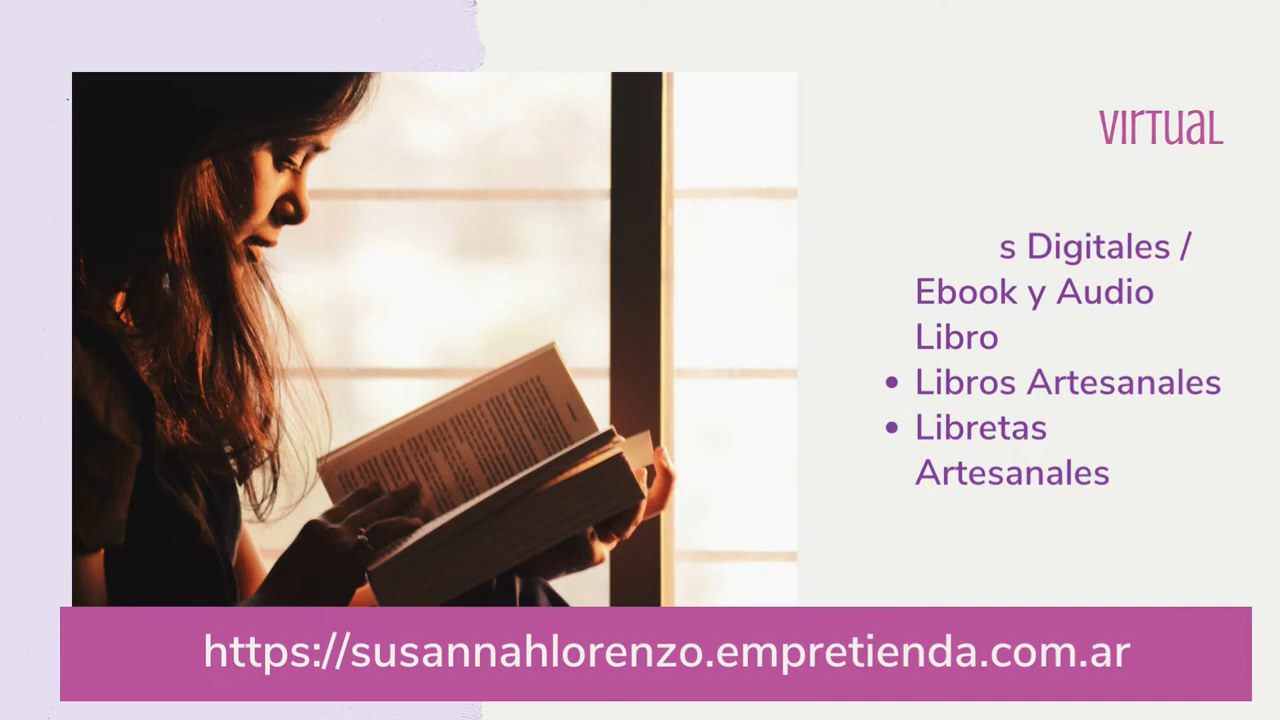 VIRTUAL
s Digitales /
Ebook y Audio
Libro
• Libros Artesanales
• Libretas
Artesanales
https://susannahlorenzo.empretienda.com.ar